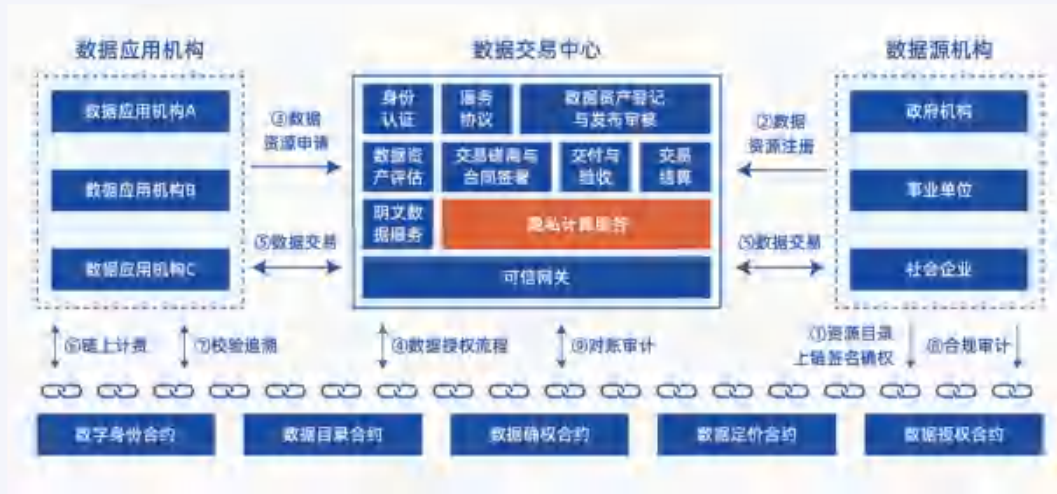 数据应用机构
数据交易中心
数据源机构
数据应用机构A
数据应用机构B
数据应用机构C
③数据
资源申请
⑤数据交易
身份
认证
服务
协议
数据资产登记
与发布审核
数据资
产评估
交易磋商与
合同签署
交付与
验收
交易
结算
明文数
据服务
隐私计算服务
可信网关
②数据
资源注册
⑤数据交易
政府机构
事业单位
社会企业
⑥链上计费
⑦校验追溯
④数据授权流程
⑨对账审计
①资源目录
上链签名确权
⑧合规审计
数字身份合约
数据目录合约
数据确权合约
数据定价合约
数据授权合约